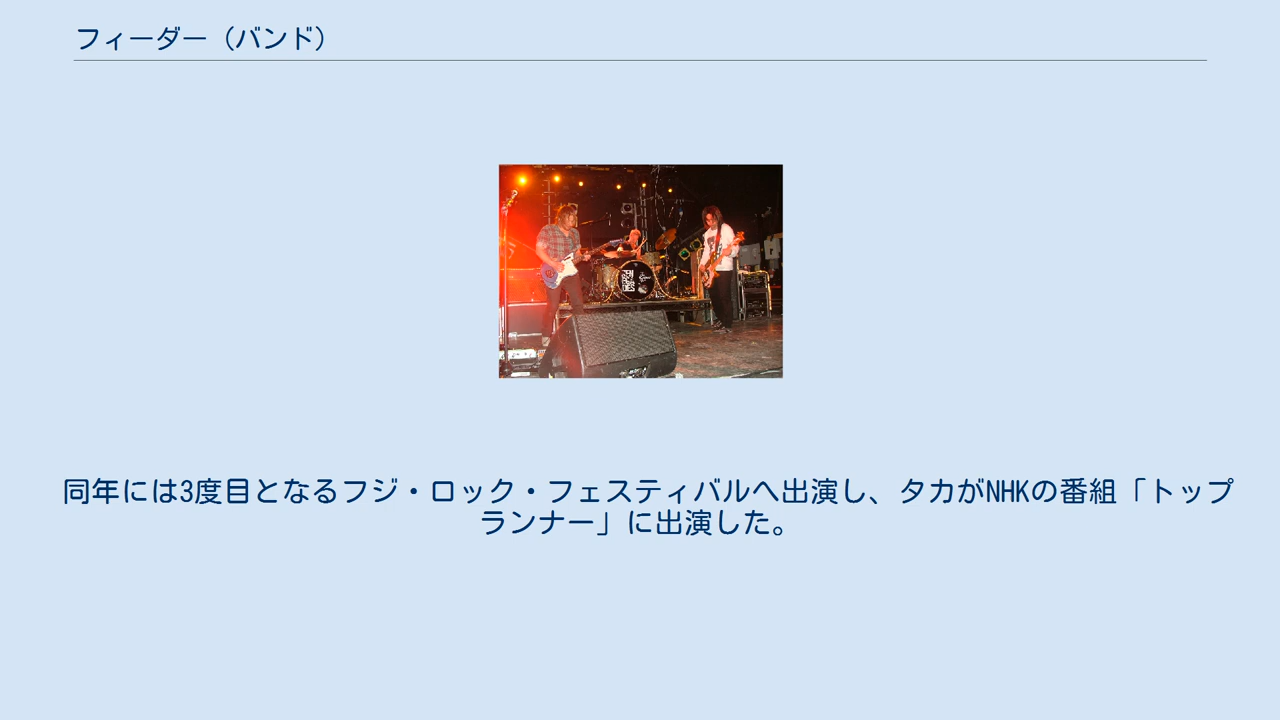 フィーダー（バンド）
同年には3度目となるフジ・ロック・フェスティバルへ出演し、タカがNHKの番組「トップ
ランナー」に出演した。